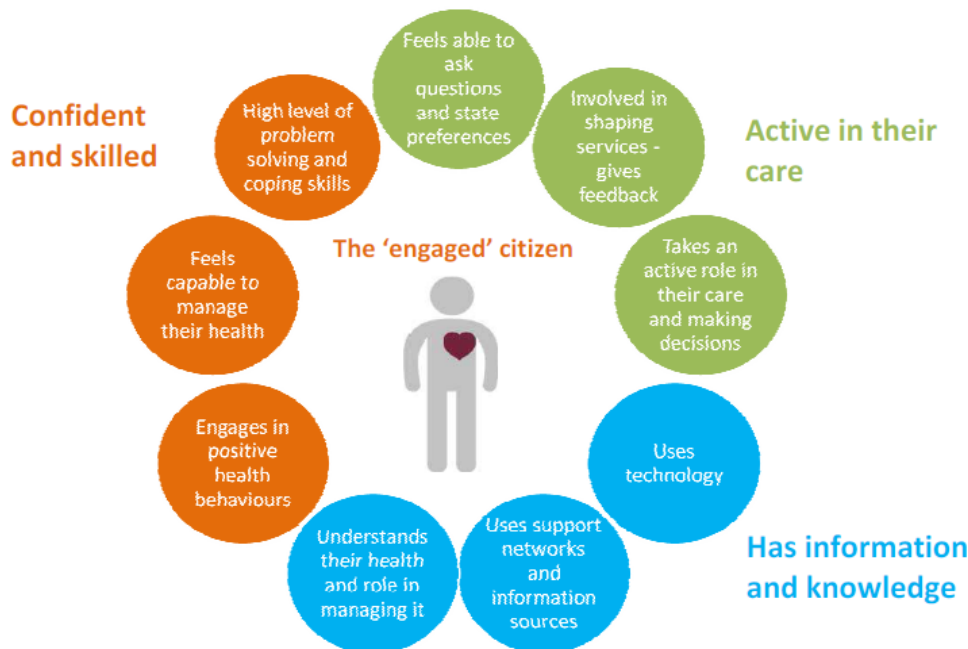 Confident
and skilled
High level of
problem
solving and
coping skills
Feels able to
ask
questions
and state
preferences
Involved in
shaping
services -
gives
feedback
Active in their
care
The ‘engaged’ citizen
Feels
capable to
manage
their health
Takes an
active role in
their care
and making
decisions
Engages in
positive
health
behaviours
Uses
technology
Understands
their health
and role in
managing it
Uses support
networks
and
information
sources
Has information
and knowledge